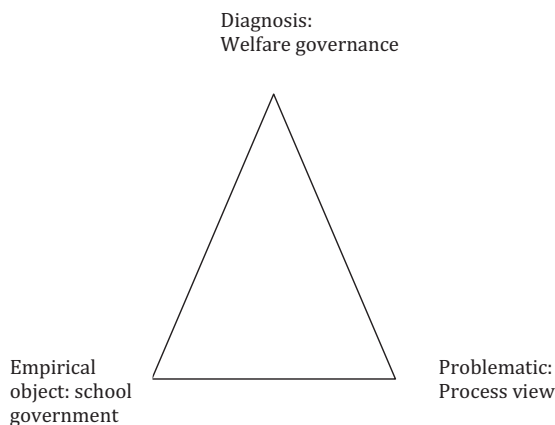 Diagnosis:
Welfare governance
Empirical
object: school
government
Problematic:
Process view